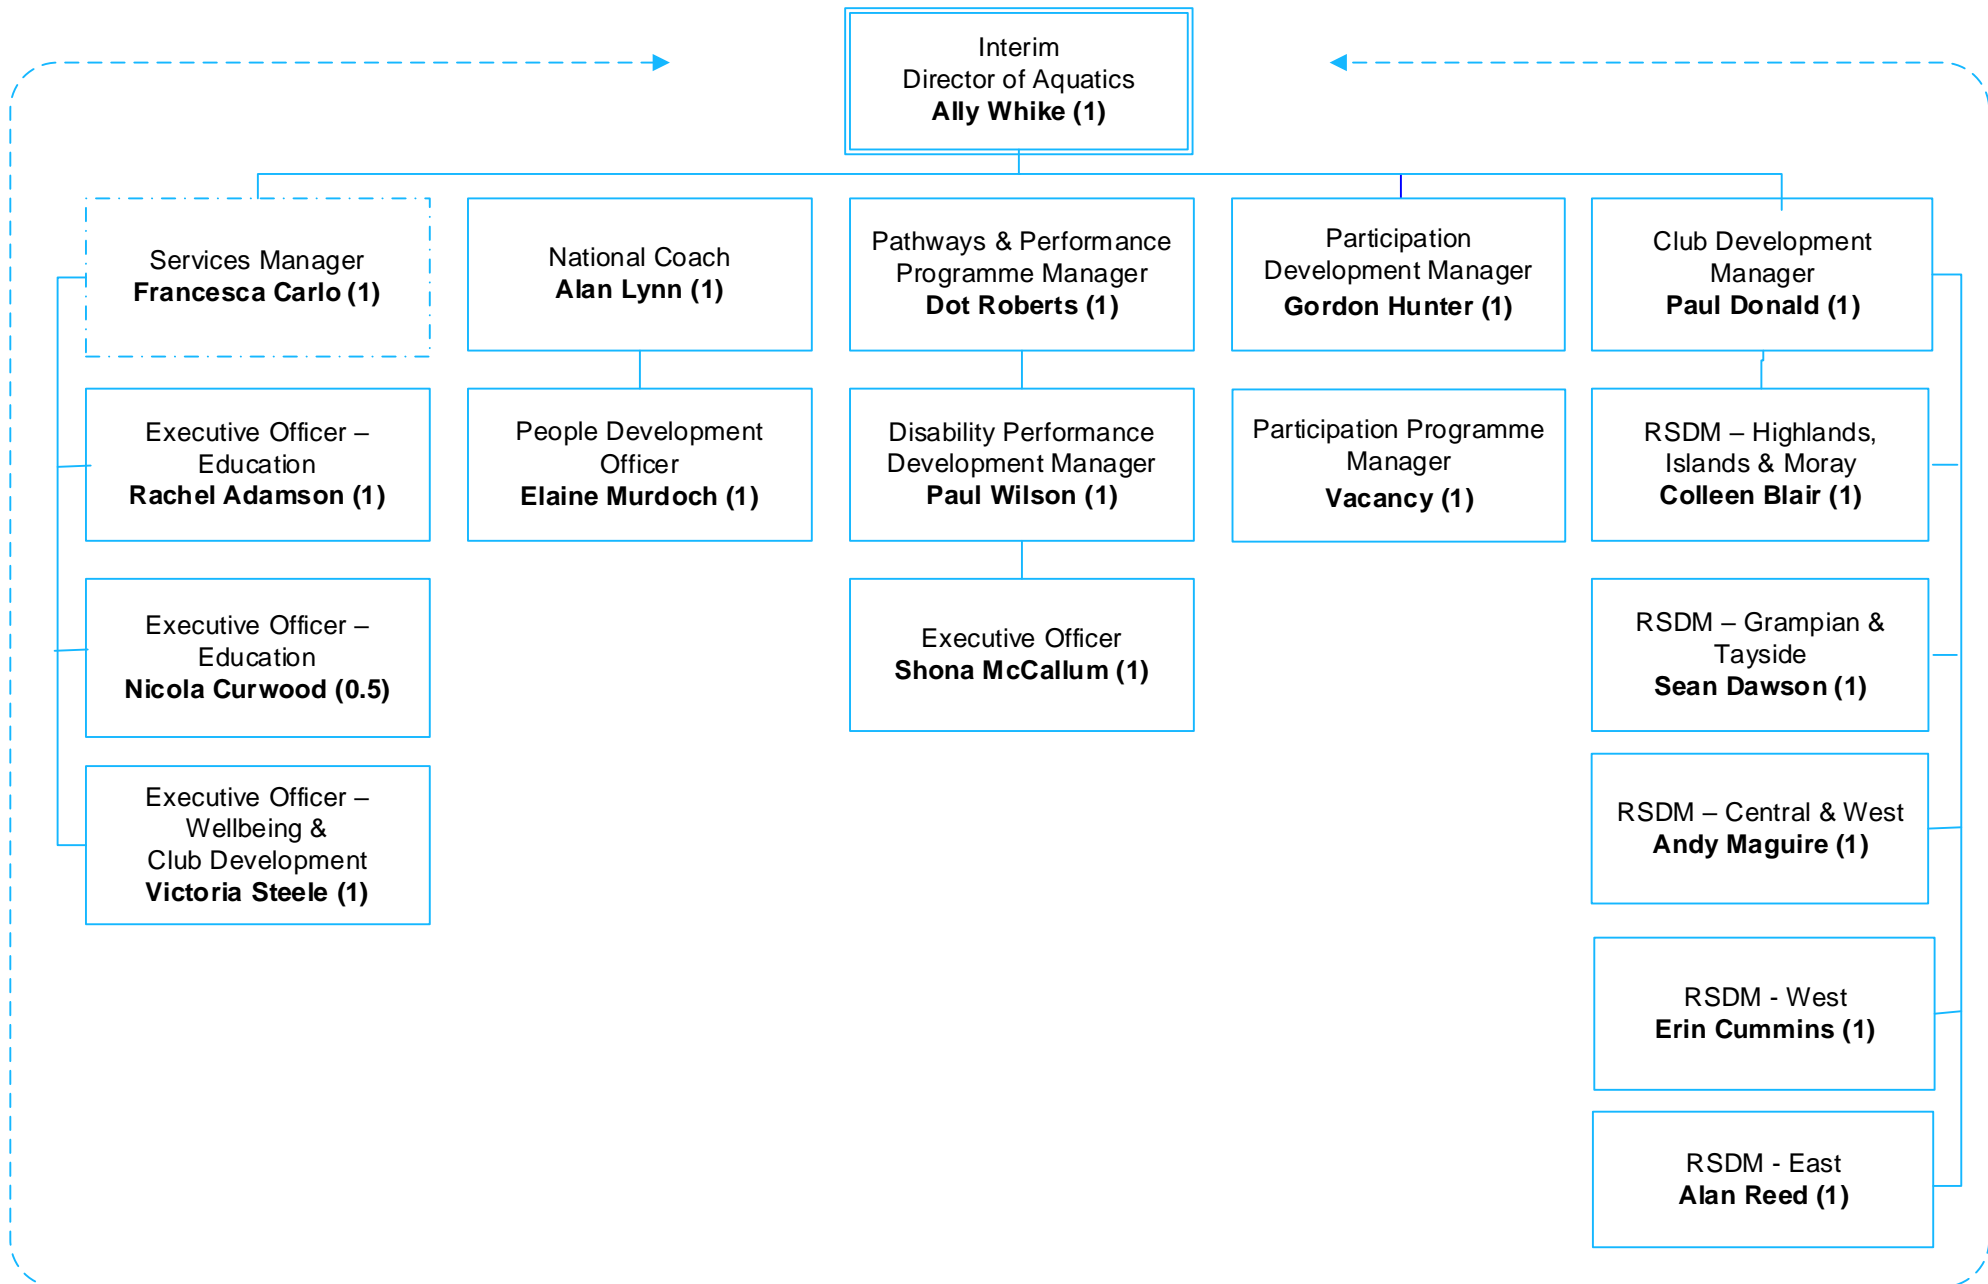 Interim
Director of Aquatics
Ally Whike (1)
Services Manager
Francesca Carlo (1)
National Coach
Alan Lynn (1)
Pathways & Performance
Programme Manager
Dot Roberts (1)
Participation
Development Manager
Gordon Hunter (1)
Club Development
Manager
Paul Donald (1)
Executive Officer –
Education
Rachel Adamson (1)
People Development
Officer
Elaine Murdoch (1)
Disability Performance
Development Manager
Paul Wilson (1)
Participation Programme
Manager
Vacancy (1)
RSDM – Highlands,
Islands & Moray
Colleen Blair (1)
Executive Officer –
Education
Nicola Curwood (0.5)
Executive Officer
Shona McCallum (1)
RSDM – Grampian &
Tayside
Sean Dawson (1)
Executive Officer –
Wellbeing &
Club Development
Victoria Steele (1)
RSDM – Central & West
Andy Maguire (1)
RSDM - West
Erin Cummins (1)
RSDM - East
Alan Reed (1)